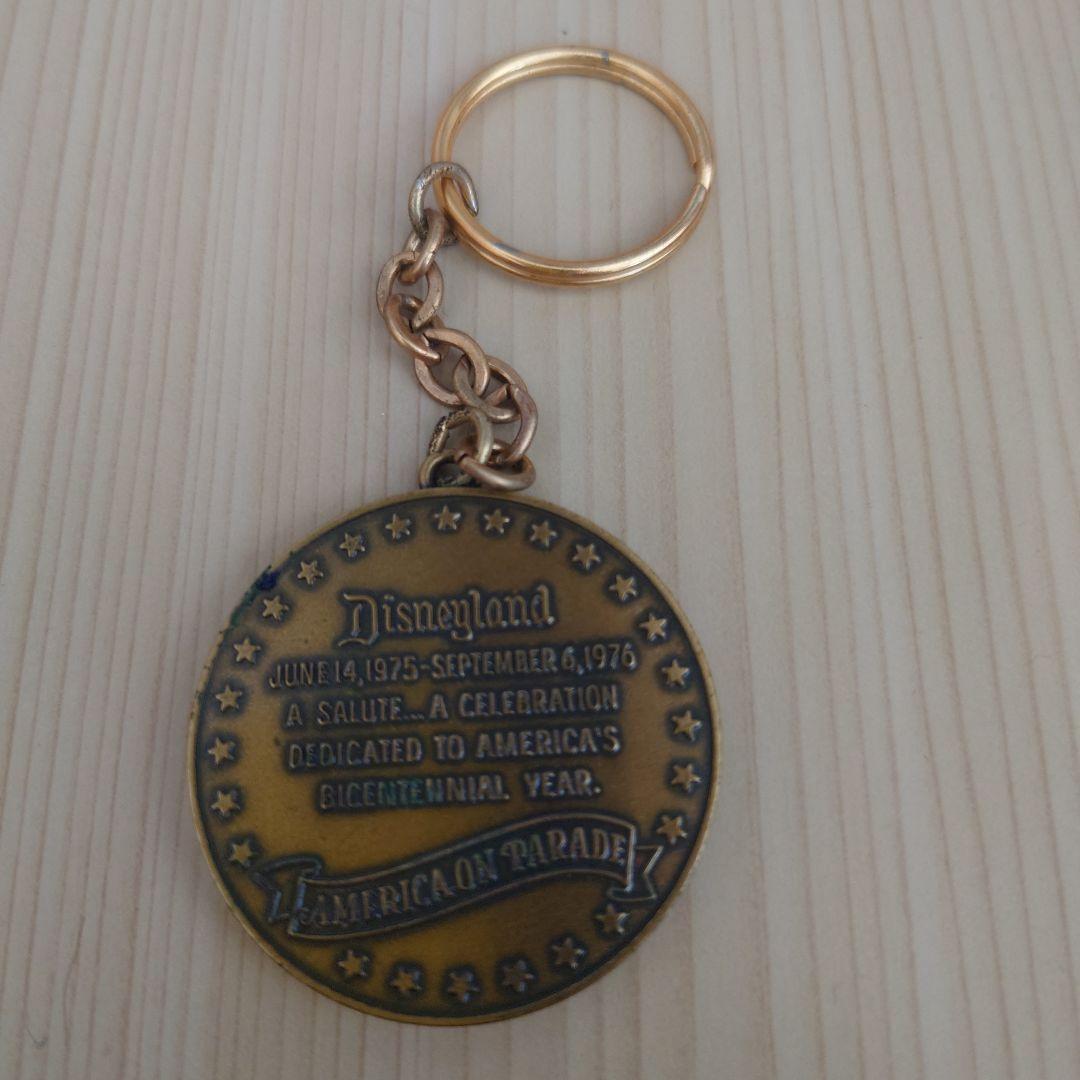 Disneyland
JUNE 14, 1975-SEPTEMBER 6, 1976
A SALUTE...A CELEBRATION
DEDICATED TO AMERICA'S
BICENTENNIAL YEAR.
AMERICA ON PARADE